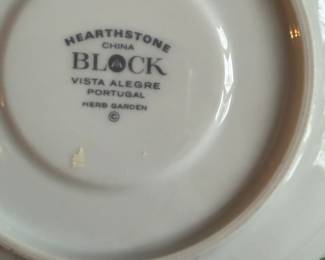 HEARTHSTONE
CHINA
BLOCK
VISTA ALEGRE
PORTUGAL
HERB GARDEN
©